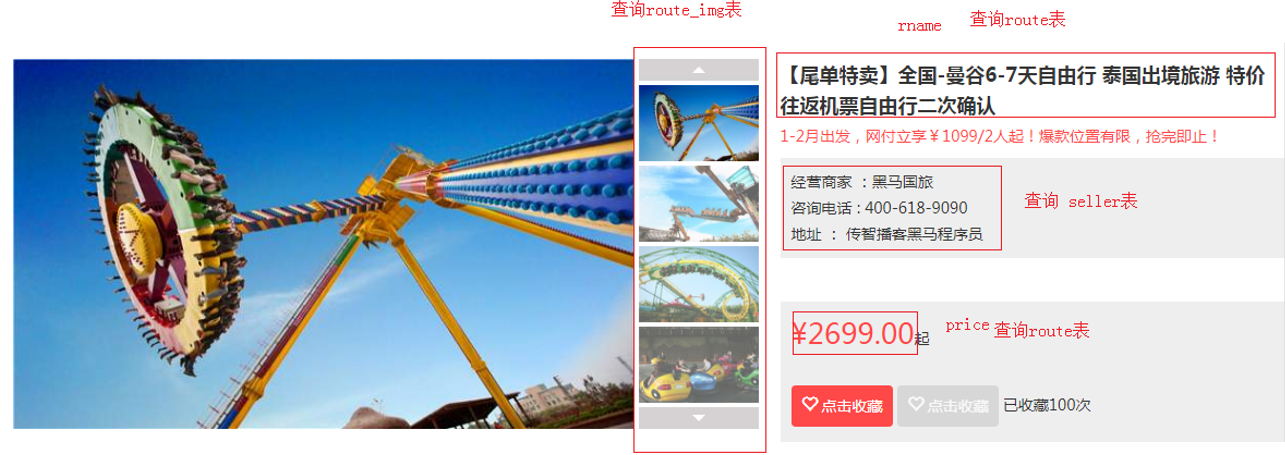 查询route_img表
rname 查询route表
【尾单特卖】全国-曼谷6-7天自由行 泰国出境旅游 特价
往返机票自由行二次确认
1-2月出发，网付立享￥1099/2人起！爆款位置有限，抢完即止！
经营商家 ：黑马国旅
咨询电话 : 400-618-9090
地址 ： 传智播客黑马程序员
查询 seller表
¥2699.00起
price 查询route表
点击收藏 点击收藏 已收藏100次